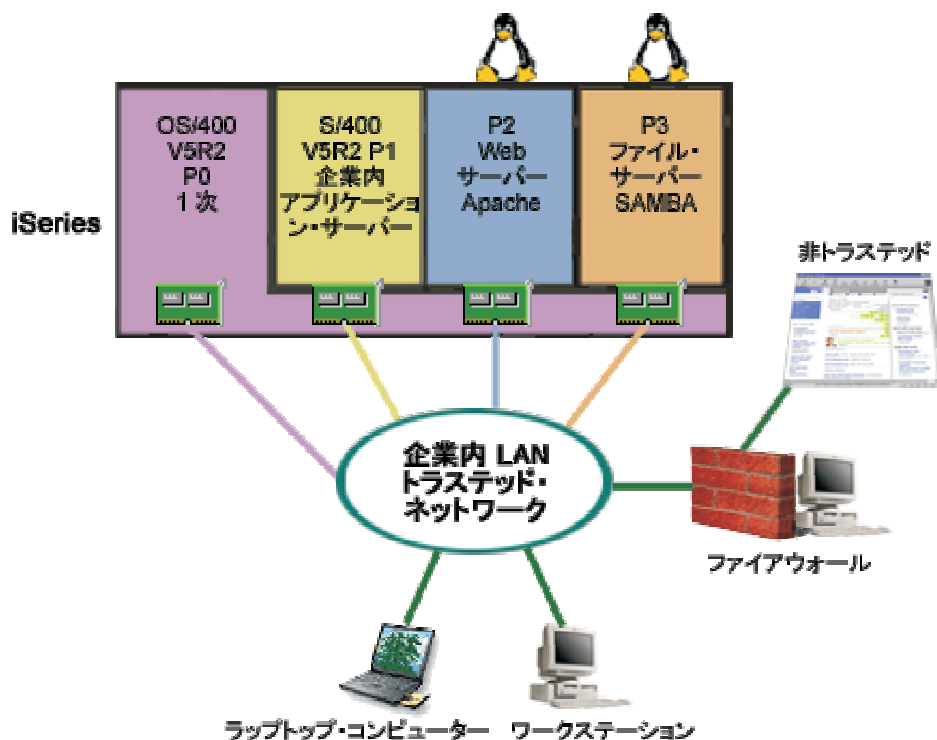 OS/400
V5R2
P0
1 次
S/400
V5R2 P1
企業内
アプリケーショ
ン・サーバー
P2
Web
サーバー
Apache
P3
ファイル・
サーバー
SAMBA
iSeries
非トラステッド
企業内 LAN
トラステッド・
ネットワーク
ファイアウォール
ラップトップ・コンピューター
ワークステーション